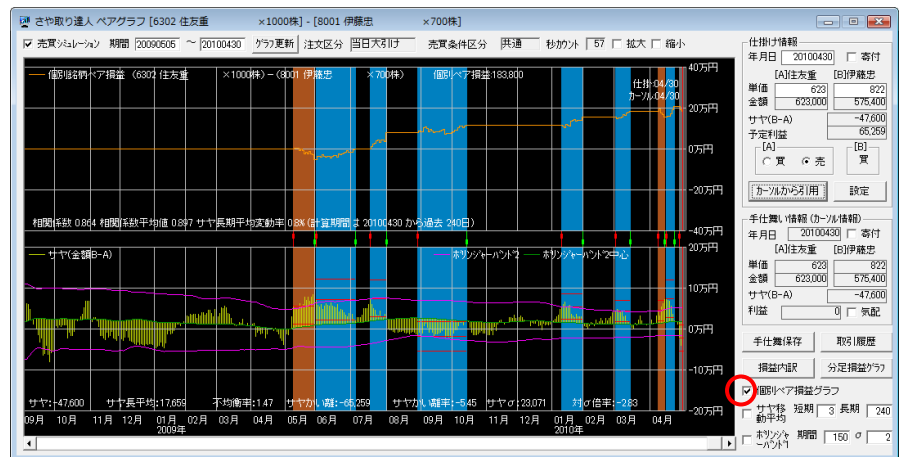 さや取り達人 ペアグラフ [6302 住友重 ×1000株] - [8001 伊藤忠 ×700株]
売買シミュレーション 期間 20090505 ～ 20100430 グラフ更新 注文区分 当日大引け 売買条件区分 共通 秒カウント 57 拡大 縮小
個別銘柄ペア損益 (6302 住友重 ×1000株) - (8001 伊藤忠 ×700株) 個別ペア損益:183,800
仕掛:04/30
カーソル:04/30
40万円
20万円
0万円
-20万円
-40万円
相関係数 0.864 相関係数平均値 0.897 サヤ長期平均変動率 0.8% (計算期間は 20100430 から過去 240日)
サヤ(金額B-A) ボリンジャーバンド2 ボリンジャーバンド2中心
20万円
10万円
0万円
-10万円
-20万円
サヤ:-47,600 サヤ長平均:17,659 不均衡率:1.47 サヤかい離:-65,259 サヤかい離率:-5.45 サヤσ:23,071 対σ倍率:-2.83
09月 10月 11月 12月 01月 02月 03月 04月 05月 06月 07月 08月 09月 10月 11月 12月 01月 02月 03月 04月
2009年 2010年
仕掛け情報
年月日 20100430 寄付
[A]住友重 [B]伊藤忠
単価 623 822
金額 623,000 575,400
サヤ(B-A) -47,600
予定利益 65,259
[A] [B]
買 売 買
カーソルから引用 設定
手仕舞い情報 (カーソル情報)
年月日 20100430 寄付
[A]住友重 [B]伊藤忠
単価 623 822
金額 623,000 575,400
サヤ(B-A) -47,600
利益 0 気配
手仕舞保存 取引履歴
損益内訳 分足損益グラフ
個別ペア損益グラフ
サヤ移動平均 短期 3 長期 240
ボリンジャーバンド1 期間 150 σ 2